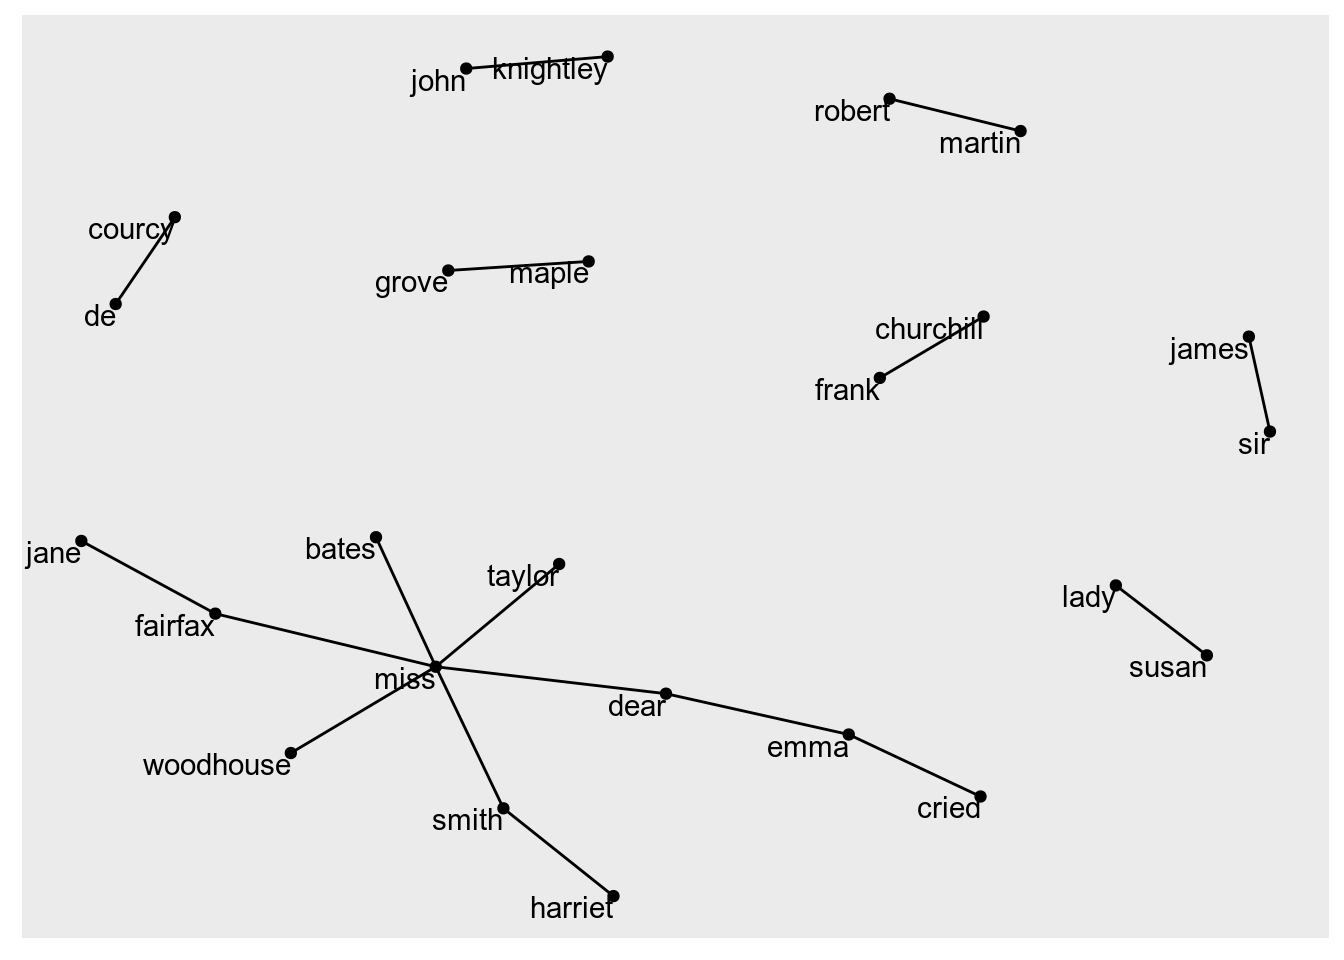 john
knightley
robert
martin
courcy
de
grove
maple
churchill
frank
james
sir
jane
bates
taylor
fairfax
lady
susan
miss
dear
woodhouse
emma
smith
cried
harriet